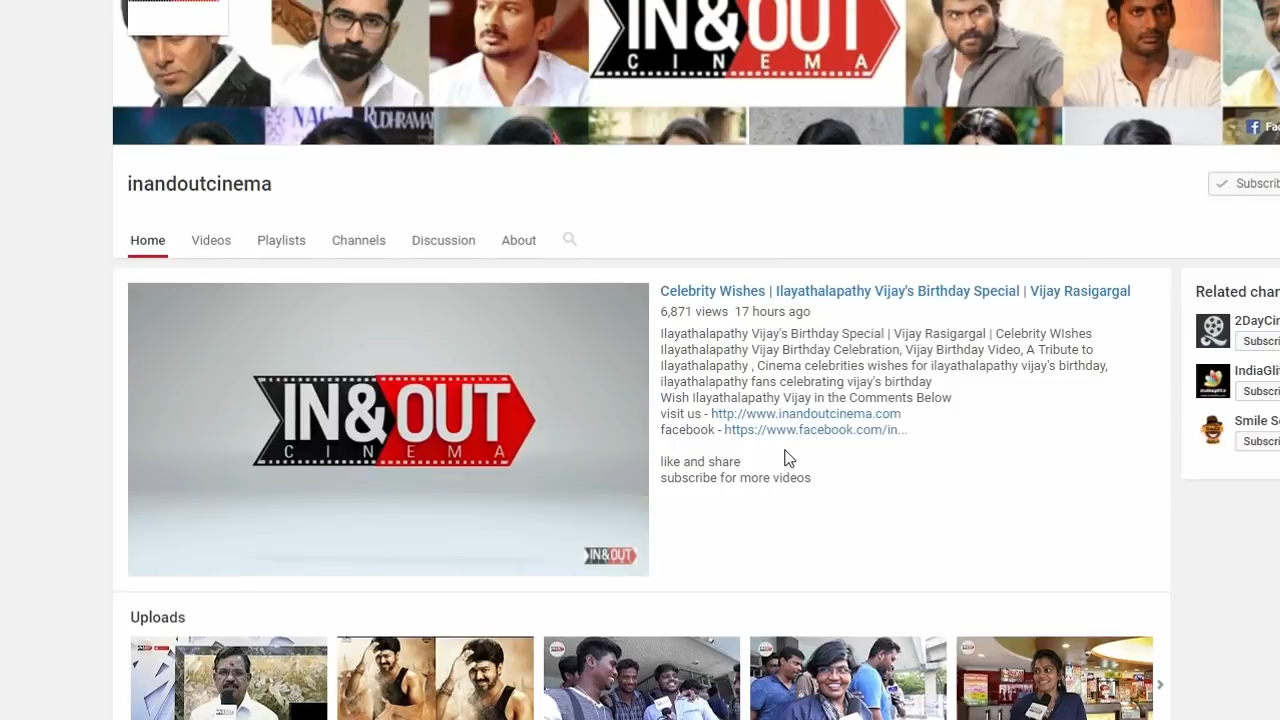 IN&OUT
CINEMA
RUDHRAMA
inandoutcinema
Subscrib
Home Videos Playlists Channels Discussion About
Celebrity Wishes | Ilayathalapathy Vijay's Birthday Special | Vijay Rasigargal
6,871 views 17 hours ago
Ilayathalapathy Vijay's Birthday Special | Vijay Rasigargal | Celebrity WIshes
Ilayathalapathy Vijay Birthday Celebration, Vijay Birthday Video, A Tribute to
Ilayathalapathy , Cinema celebrities wishes for ilayathalapathy vijay's birthday,
ilayathalapathy fans celebrating vijay's birthday
Wish Ilayathalapathy Vijay in the Comments Below
visit us - http://www.inandoutcinema.com
facebook - https://www.facebook.com/in...
like and share
subscribe for more videos
IN&OUT
CINEMA
IN&OUT
Related chan
2DayCin
Subscri
IndiaGlit
Subscri
Smile Se
Subscri
Uploads